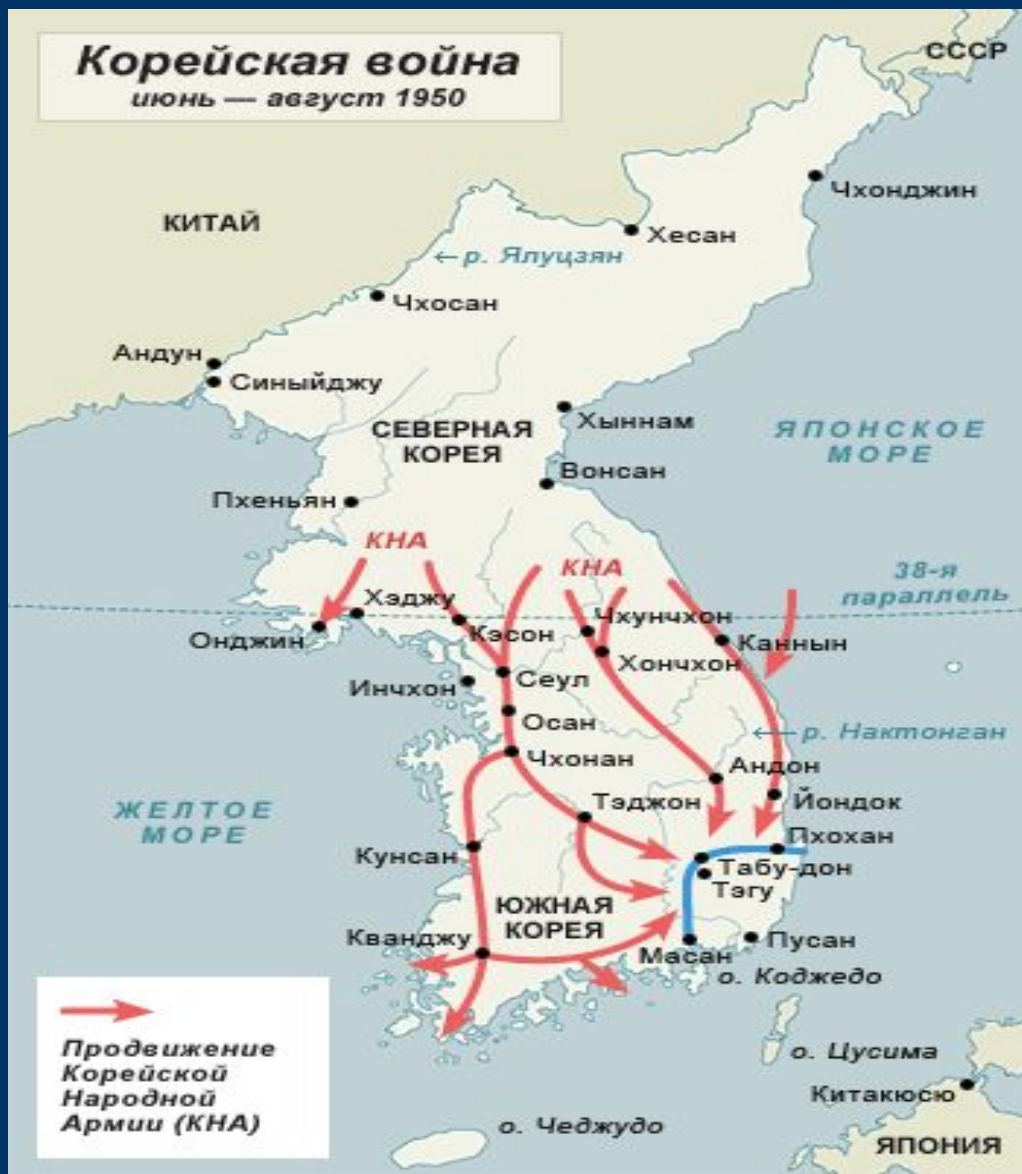 Корейская война
июнь — август 1950
СССР
Чхонджин
КИТАЙ
Хесан
←р. Ялуцзян
Чхосан
Андун
Синыйджу
Хыннам
СЕВЕРНАЯ
КОРЕЯ
ЯПОНСКОЕ
МОРЕ
Вонсан
Пхеньян
КНА
КНА
38-я
параллель
Хэджу
Чхунчхон
Онджин
Кэсон
Каннын
Хончхон
Инчхон
Сеул
Осан
← р. Нактонган
Чхонан
Андон
ЖЕЛТОЕ
МОРЕ
Тэджон
Йондок
Пхохан
Кунсан
Табу-дон
Тэгу
ЮЖНАЯ
КОРЕЯ
Кванджу
Масан
Пусан
о. Коджедо
Продвижение
Корейской
Народной
Армии (КНА)
о. Цусима
Китакюсю
о. Чеджудо
ЯПОНИЯ